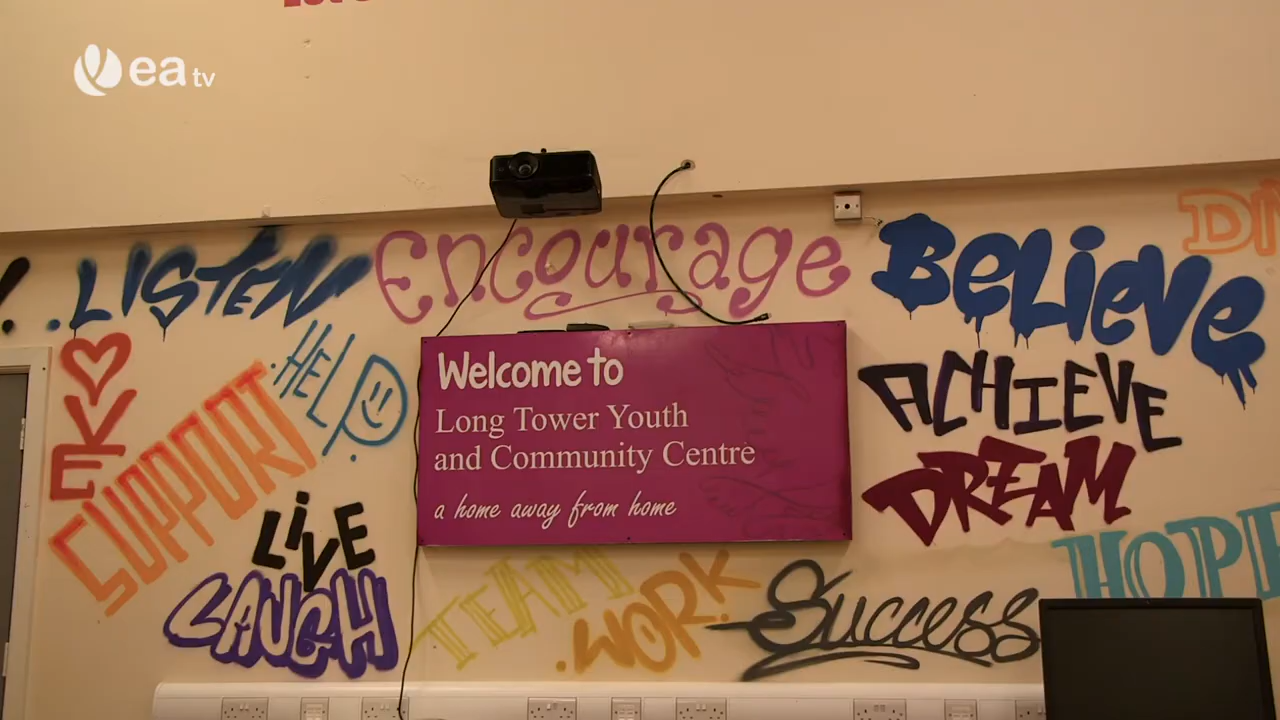 ea tv
LISTEN
Encourage
BELiEVE
HELP
SUPPORT
ACHIEVE
DREAM
Welcome to
Long Tower Youth
and Community Centre
a home away from home
LiVE
LAUGH
TEAM
WORK
Success
HOPE